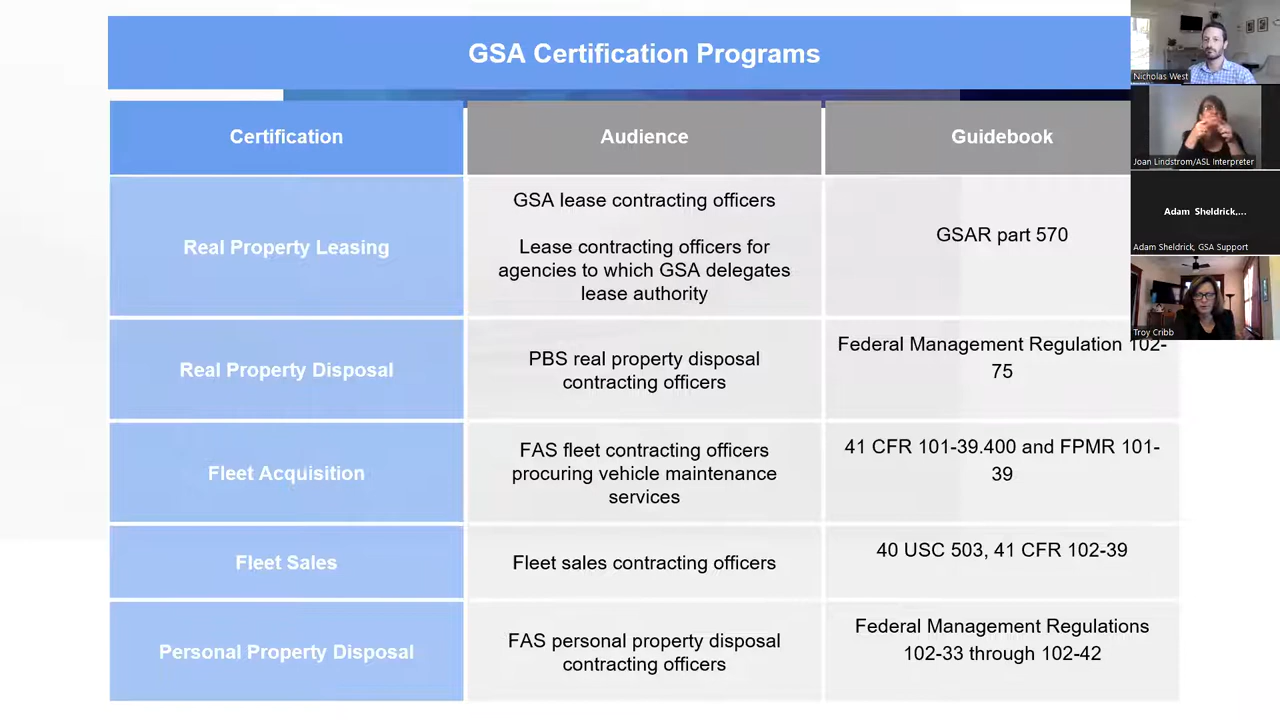 GSA Certification Programs
Certification
Audience
Guidebook
Real Property Leasing
GSA lease contracting officers
Lease contracting officers for
agencies to which GSA delegates
lease authority
GSAR part 570
Real Property Disposal
PBS real property disposal
contracting officers
Federal Management Regulation 102-
75
Fleet Acquisition
FAS fleet contracting officers
procuring vehicle maintenance
services
41 CFR 101-39.400 and FPMR 101-
39
Fleet Sales
Fleet sales contracting officers
40 USC 503, 41 CFR 102-39
Personal Property Disposal
FAS personal property disposal
contracting officers
Federal Management Regulations
102-33 through 102-42
Nicholas West
Joan Lindstrom/ASL Interpreter
Adam Sheldrick,...
Adam Sheldrick, GSA Support
Troy Cribb